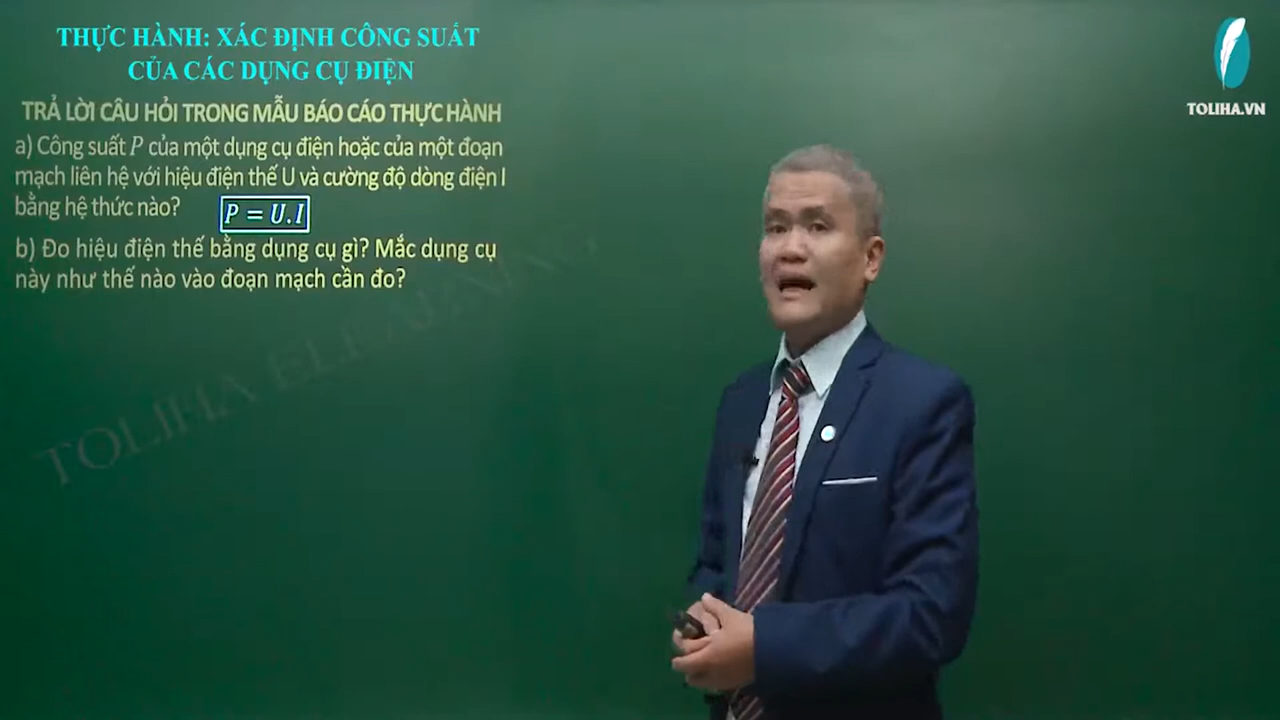 THỰC HÀNH: XÁC ĐỊNH CÔNG SUẤT
CỦA CÁC DỤNG CỤ ĐIỆN
TRẢ LỜI CÂU HỎI TRONG MẪU BÁO CÁO THỰC HÀNH
a) Công suất P của một dụng cụ điện hoặc của một đoạn
mạch liên hệ với hiệu điện thế U và cường độ dòng điện I
bằng hệ thức nào?
P = U.I
b) Đo hiệu điện thế bằng dụng cụ gì? Mắc dụng cụ
này như thế nào vào đoạn mạch cần đo?
TOLIHA.VN
TOLIHA ELEARNING